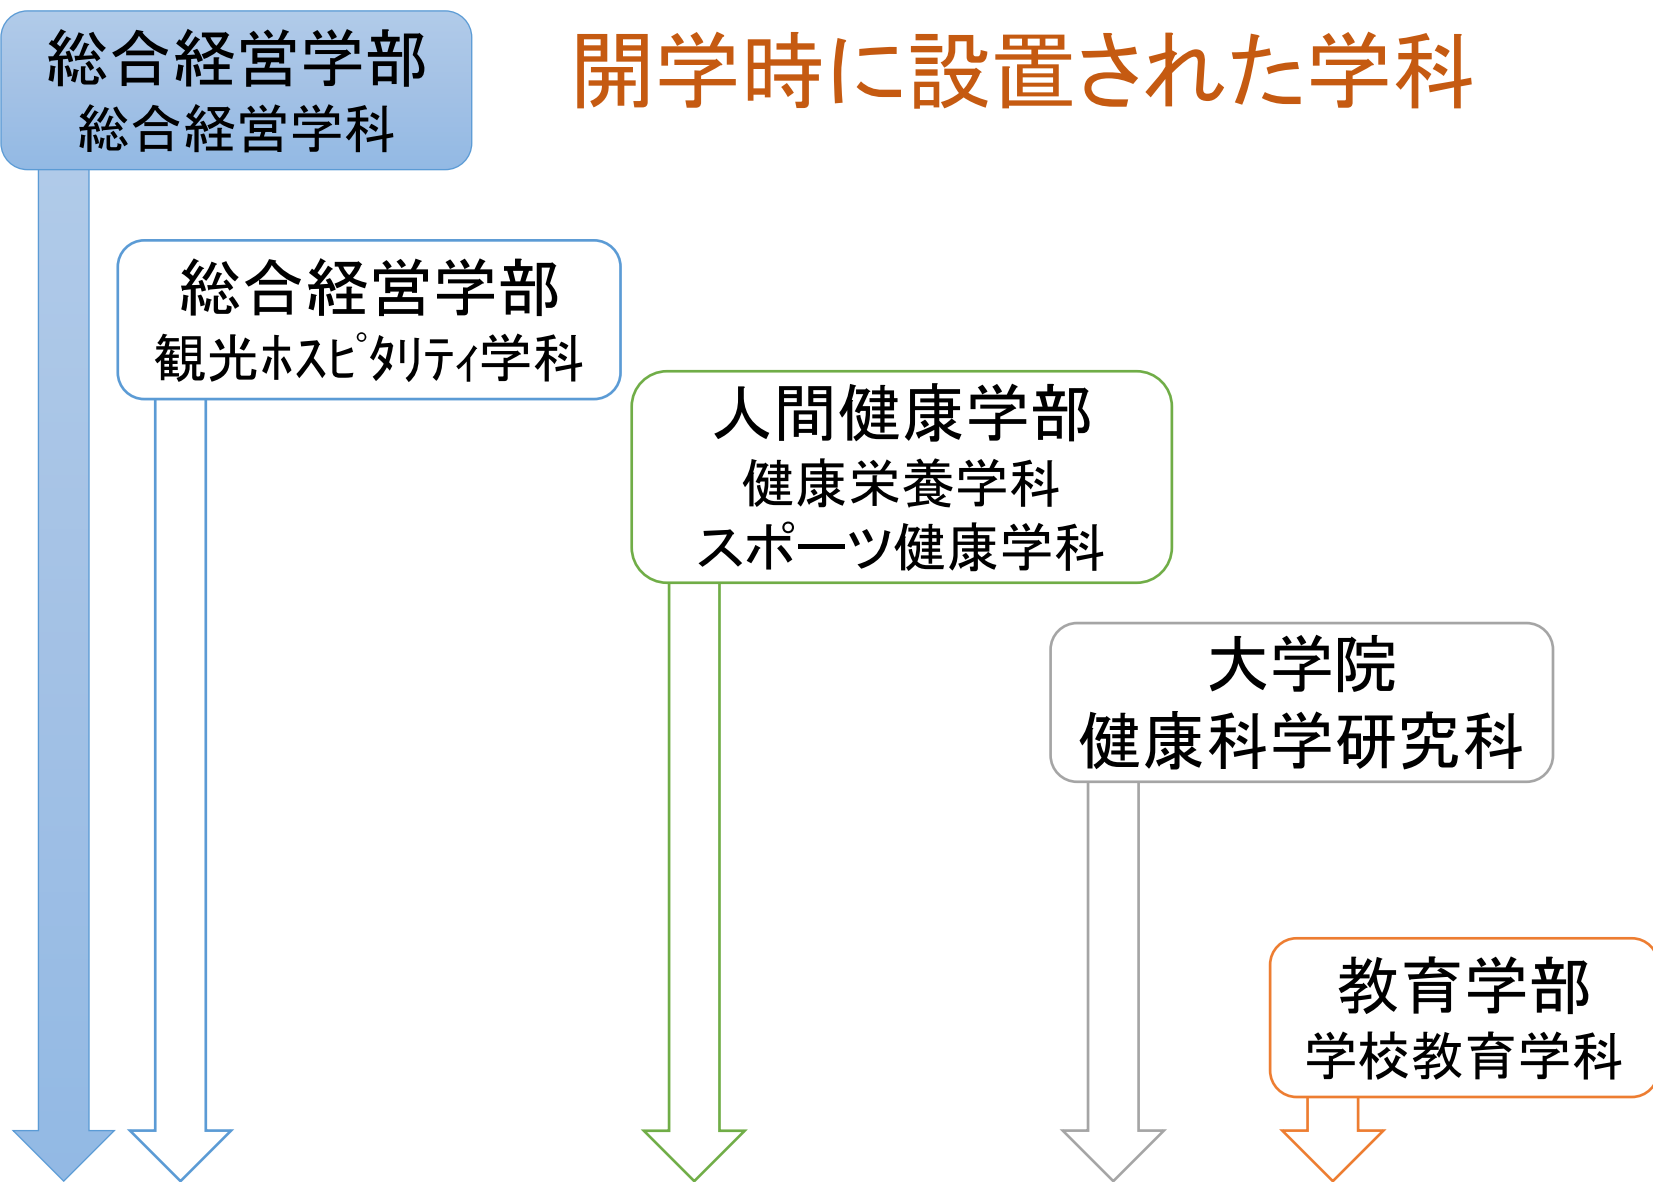 総合経営学部
総合経営学科
開学時に設置された学科
総合経営学部
観光ﾎｽﾋﾟﾀﾘﾃｨ学科
人間健康学部
健康栄養学科
スポーツ健康学科
大学院
健康科学研究科
教育学部
学校教育学科